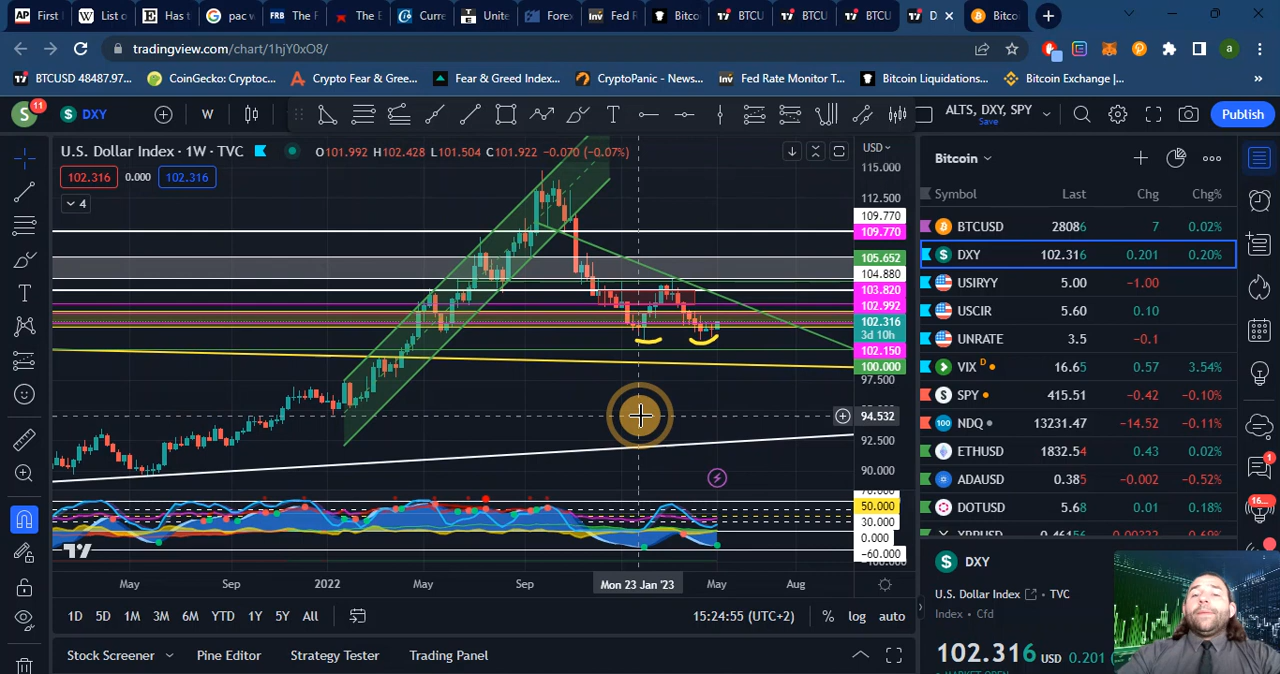 First I
List o
Has t
pac v
FRB The F
The E
Curre
Unite
Forex
Inv Fed R
Bitco
BTCU
BTCU
BTCU
D
Bitco
tradingview.com/chart/1hjY0xO8/
BTCUSD 48487.97...
CoinGecko: Cryptoc...
Crypto Fear & Gree...
Fear & Greed Index...
CryptoPanic - News...
Inv Fed Rate Monitor T...
Bitcoin Liquidations...
Bitcoin Exchange |...
S 11 DXY W
ALTS, DXY, SPY
Save
Publish
U.S. Dollar Index · 1W · TVC O101.992 H102.428 L101.504 C101.922 -0.070 (-0.07%)
102.316 0.000 102.316
4
USD
115.000
112.500
109.770
109.770
105.652
104.880
103.820
102.992
102.316
3d 10h
102.150
100.000
97.500
94.532
92.500
90.000
50.000
30.000
0.000
-60.000
May Sep 2022 May Sep Mon 23 Jan '23 May Aug
1D 5D 1M 3M 6M YTD 1Y 5Y All
15:24:55 (UTC+2) % log auto
Stock Screener Pine Editor Strategy Tester Trading Panel
Bitcoin
Symbol Last Chg Chg%
BTCUSD 28086 7 0.02%
DXY 102.316 0.201 0.20%
USIRYY 5.00 -1.00
USCIR 5.60 0.10
UNRATE 3.5 -0.1
VIX D 16.65 0.57 3.54%
SPY 415.51 -0.42 -0.10%
NDQ 13231.47 -14.52 -0.11%
ETHUSD 1832.54 0.43 0.02%
ADAUSD 0.385 -0.002 -0.52%
DOTUSD 5.68 0.01 0.18%
DXY
U.S. Dollar Index · TVC
Index · Cfd
102.316 USD 0.201